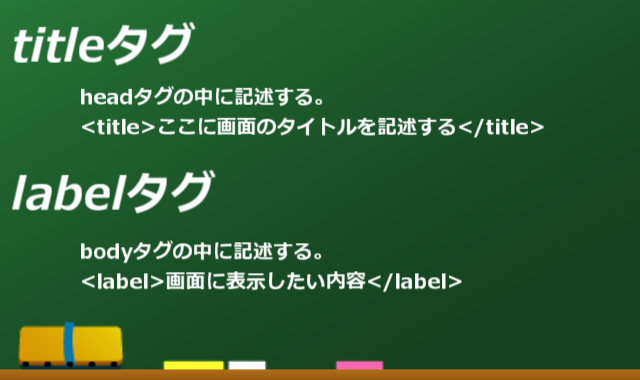 titleタグ
headタグの中に記述する。
<title>ここに画面のタイトルを記述する</title>
labelタグ
bodyタグの中に記述する。
<label>画面に表示したい内容</label>